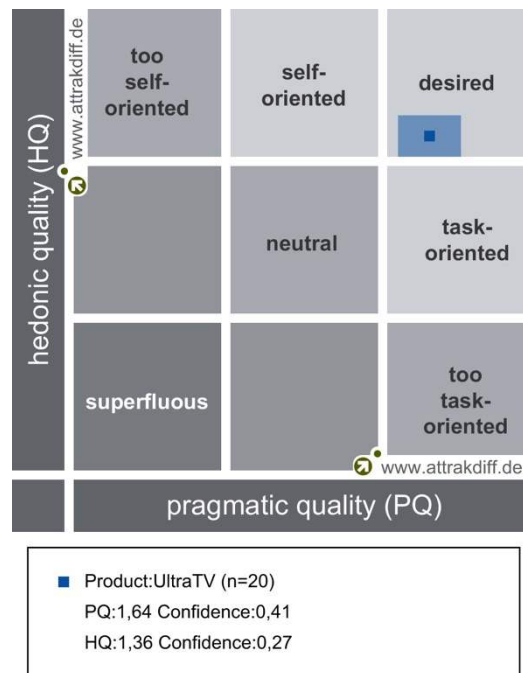 hedonic quality (HQ)
www.attrakdiff.de
too
self-
oriented
self-
oriented
desired
neutral
task-
oriented
superfluous
too
task-
oriented
www.attrakdiff.de
pragmatic quality (PQ)
Product:UltraTV (n=20)
PQ:1,64 Confidence:0,41
HQ:1,36 Confidence:0,27